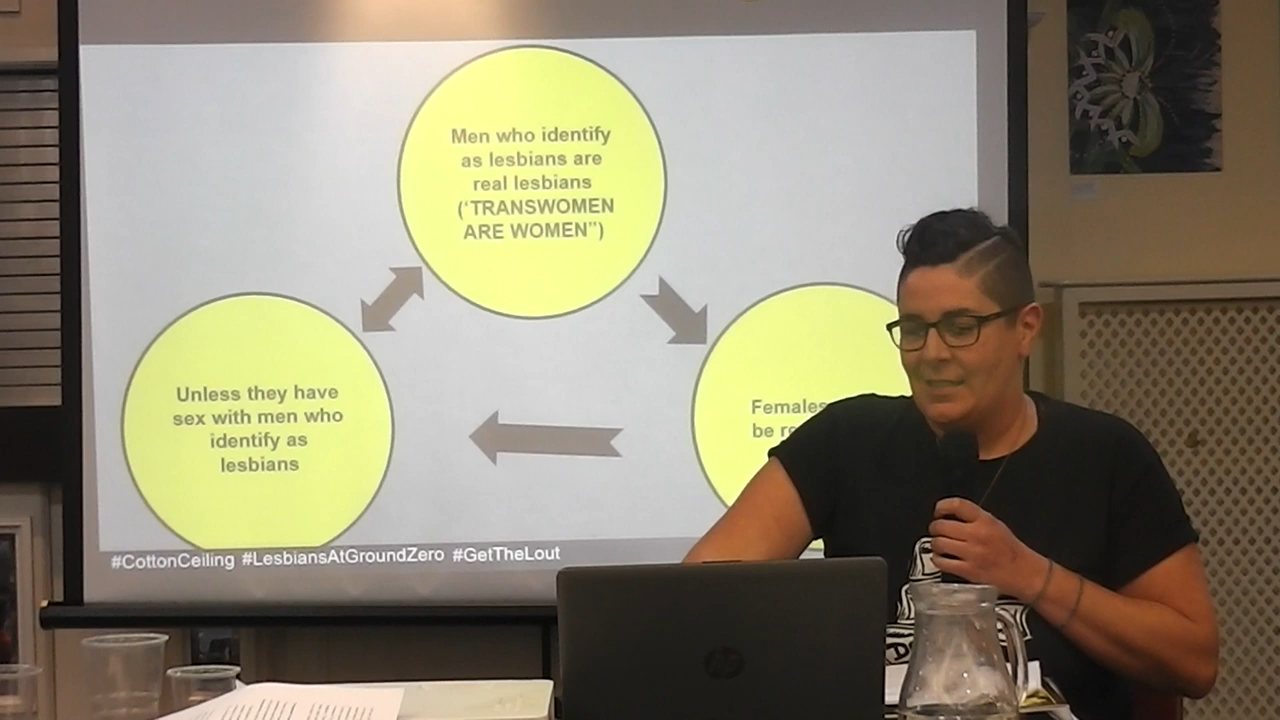 Men who identify
as lesbians are
real lesbians
(‘TRANSWOMEN
ARE WOMEN”)
Unless they have
sex with men who
identify as
lesbians
Females
be
#CottonCeiling #LesbiansAtGroundZero #GetTheLout
hp